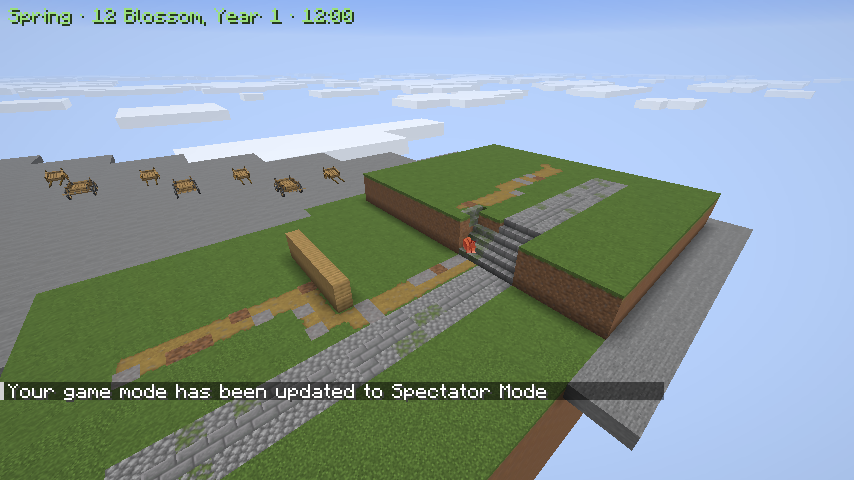 Spring · 12 Blossom, Year 1 · 12:00
Your game mode has been updated to Spectator Mode